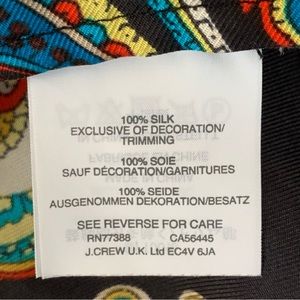 100% SILK
EXCLUSIVE OF DECORATION/
TRIMMING
100% SOIE
SAUF DÉCORATION/GARNITURES
100% SEIDE
AUSGENOMMEN DEKORATION/BESATZ
SEE REVERSE FOR CARE
RN77388 CA56445
J.CREW U.K. Ltd EC4V 6JA